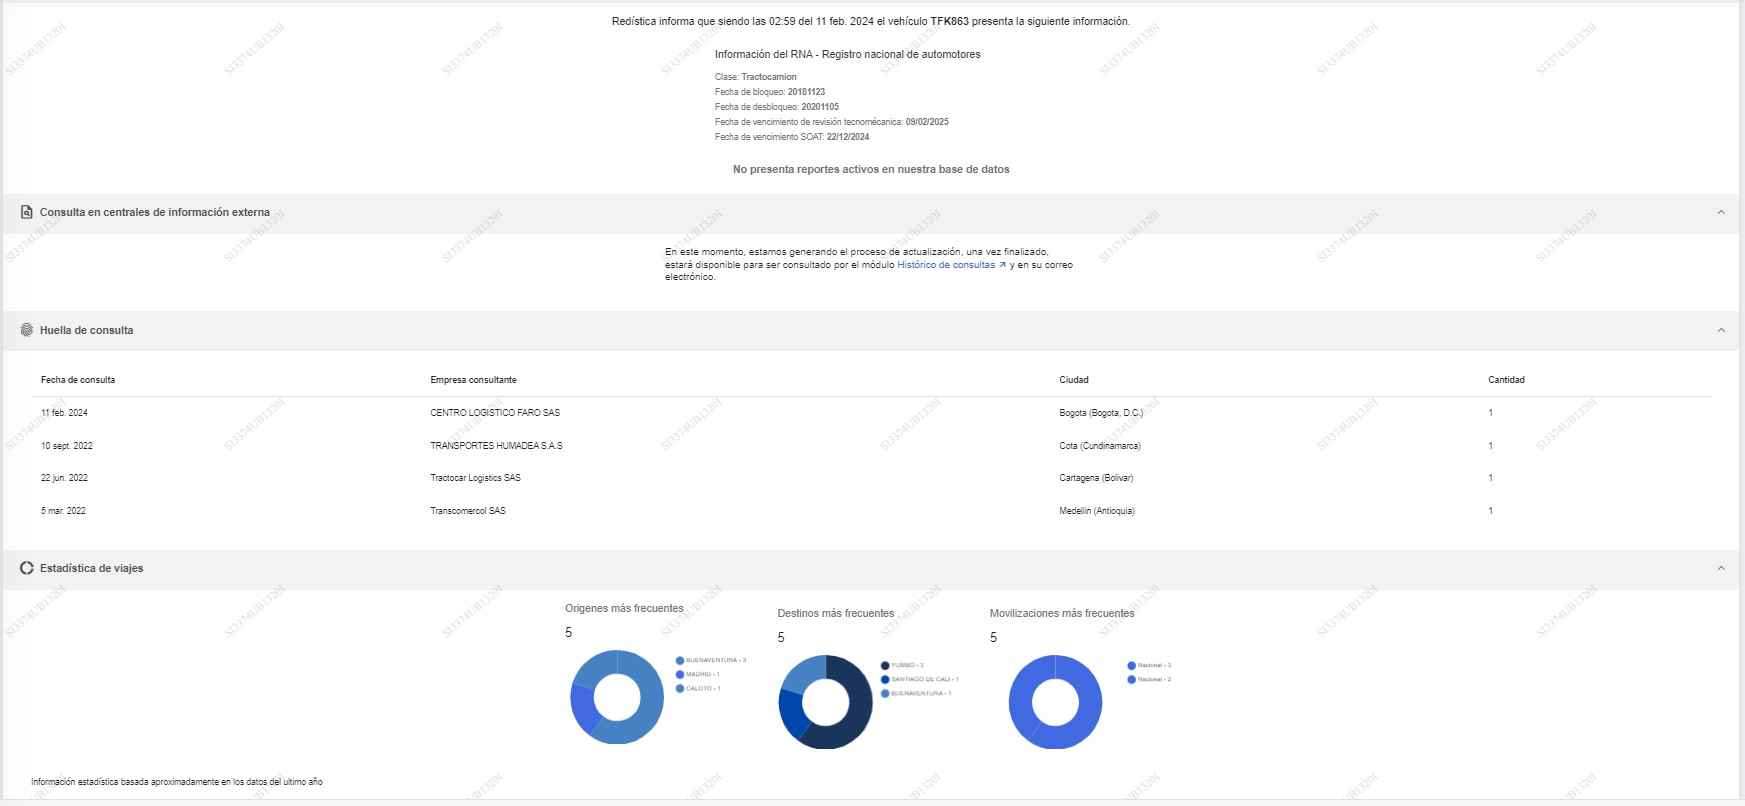 Redística informa que siendo las 02:59 del 11 feb. 2024 el vehículo TFK863 presenta la siguiente información.
Información del RNA - Registro nacional de automotores
Clase: Tractocamion
Fecha de bloqueo: 20181123
Fecha de desbloqueo: 20201105
Fecha de vencimiento de revisión tecnomécanica: 09/02/2025
Fecha de vencimiento SOAT: 22/12/2024
No presenta reportes activos en nuestra base de datos
Consulta en centrales de información externa
En este momento, estamos generando el proceso de actualización, una vez finalizado,
estará disponible para ser consultado por el módulo Histórico de consultas ↗ y en su correo
electrónico.
Huella de consulta
Fecha de consulta Empresa consultante Ciudad Cantidad
11 feb. 2024 CENTRO LOGISTICO FARO SAS Bogota (Bogota, D.C.) 1
10 sept. 2022 TRANSPORTES HUMADEA S.A.S Cota (Cundinamarca) 1
22 jun. 2022 Tractocar Logistics SAS Cartagena (Bolivar) 1
5 mar. 2022 Transcomercol SAS Medellin (Antioquia) 1
Estadística de viajes
Origenes más frecuentes
5
BUENAVENTURA - 3
MADRID - 1
CALOTO - 1
Destinos más frecuentes
5
YUMBO - 3
SANTIAGO DE CALI - 1
BUENAVENTURA - 1
Movilizaciones más frecuentes
5
Nacional - 3
Nacional - 2
Información estadística basada aproximadamente en los datos del ultimo año